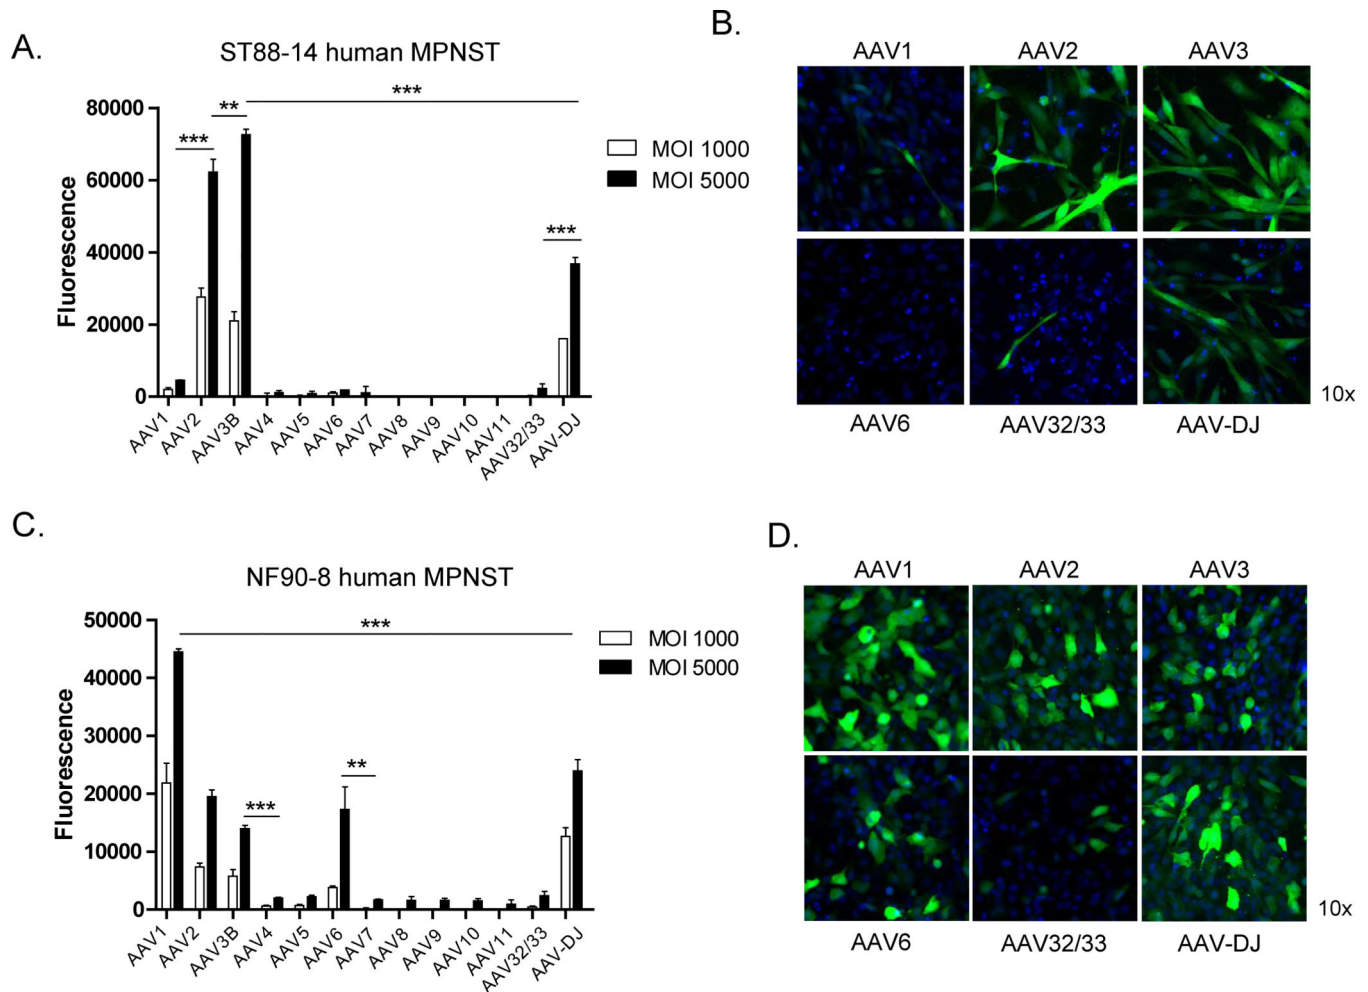 A.
ST88-14 human MPNST
Fluorescence
80000
60000
40000
20000
0
***
**
***
***
MOI 1000
MOI 5000
AAV1
AAV2
AAV3B
AAV4
AAV5
AAV6
AAV7
AAV8
AAV9
AAV10
AAV11
AAV32/33
AAV-DJ
B.
AAV1 AAV2 AAV3
AAV6 AAV32/33 AAV-DJ
10x
C.
NF90-8 human MPNST
Fluorescence
50000
40000
30000
20000
10000
0
***
***
**
MOI 1000
MOI 5000
AAV1
AAV2
AAV3B
AAV4
AAV5
AAV6
AAV7
AAV8
AAV9
AAV10
AAV11
AAV32/33
AAV-DJ
D.
AAV1 AAV2 AAV3
AAV6 AAV32/33 AAV-DJ
10x